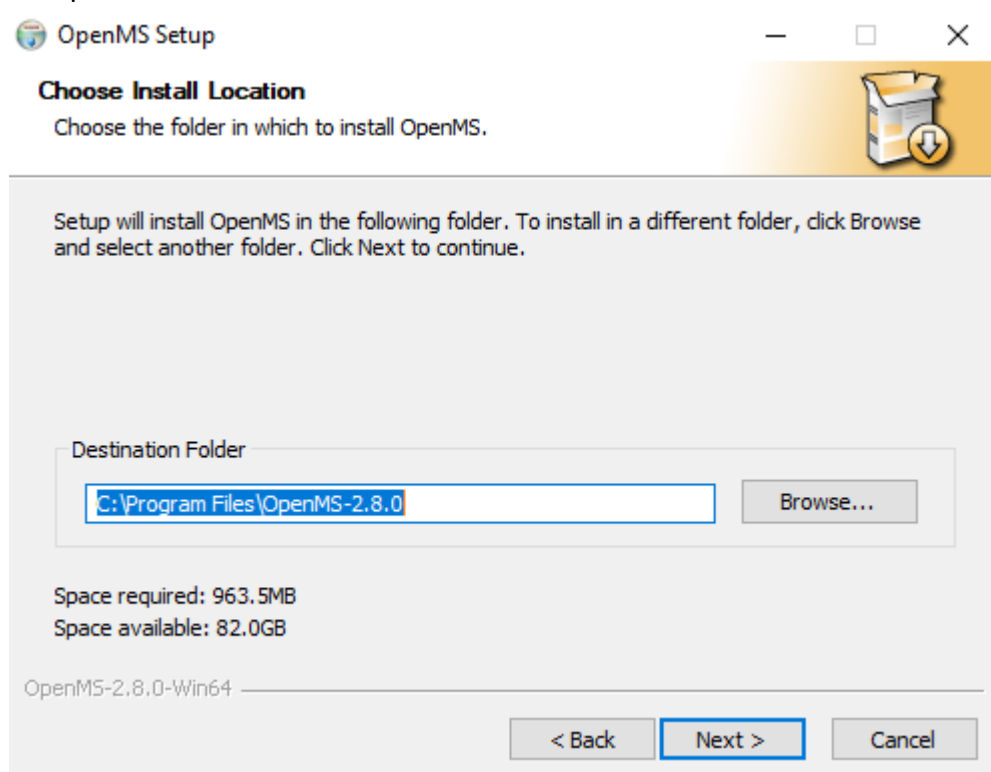 OpenMS Setup
Choose Install Location
Choose the folder in which to install OpenMS.
Setup will install OpenMS in the following folder. To install in a different folder, click Browse
and select another folder. Click Next to continue.
Destination Folder
C:\Program Files\OpenMS-2.8.0
Browse...
Space required: 963.5MB
Space available: 82.0GB
OpenMS-2.8.0-Win64
< Back
Next >
Cancel